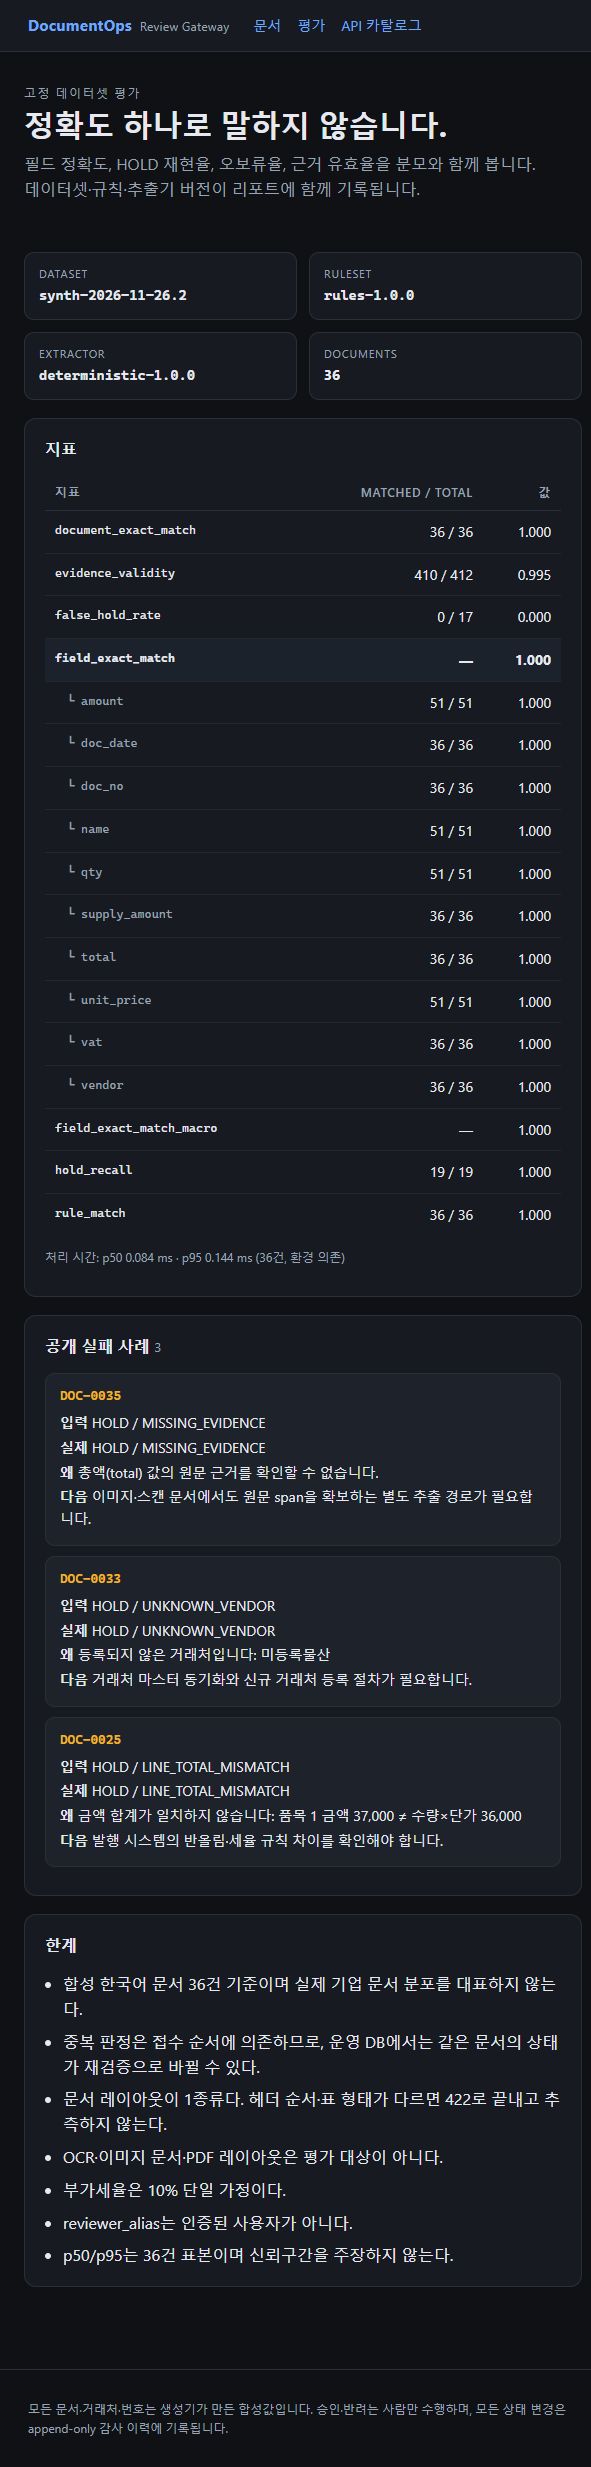 DocumentOps Review Gateway 문서 평가 API 카탈로그
고정 데이터셋 평가
정확도 하나로 말하지 않습니다.
필드 정확도, HOLD 재현율, 오보류율, 근거 유효율을 분모와 함께 봅니다.
데이터셋·규칙·추출기 버전이 리포트에 함께 기록됩니다.
DATASET
synth-2026-11-26.2
RULESET
rules-1.0.0
EXTRACTOR
deterministic-1.0.0
DOCUMENTS
36
지표
지표 MATCHED / TOTAL 값
document_exact_match 36 / 36 1.000
evidence_validity 410 / 412 0.995
false_hold_rate 0 / 17 0.000
field_exact_match — 1.000
└ amount 51 / 51 1.000
└ doc_date 36 / 36 1.000
└ doc_no 36 / 36 1.000
└ name 51 / 51 1.000
└ qty 51 / 51 1.000
└ supply_amount 36 / 36 1.000
└ total 36 / 36 1.000
└ unit_price 51 / 51 1.000
└ vat 36 / 36 1.000
└ vendor 36 / 36 1.000
field_exact_match_macro — 1.000
hold_recall 19 / 19 1.000
rule_match 36 / 36 1.000
처리 시간: p50 0.084 ms · p95 0.144 ms (36건, 환경 의존)
공개 실패 사례 3
DOC-0035
입력 HOLD / MISSING_EVIDENCE
실제 HOLD / MISSING_EVIDENCE
왜 총액(total) 값의 원문 근거를 확인할 수 없습니다.
다음 이미지·스캔 문서에서도 원문 span을 확보하는 별도 추출 경로가 필요합
니다.
DOC-0033
입력 HOLD / UNKNOWN_VENDOR
실제 HOLD / UNKNOWN_VENDOR
왜 등록되지 않은 거래처입니다: 미등록물산
다음 거래처 마스터 동기화와 신규 거래처 등록 절차가 필요합니다.
DOC-0025
입력 HOLD / LINE_TOTAL_MISMATCH
실제 HOLD / LINE_TOTAL_MISMATCH
왜 금액 합계가 일치하지 않습니다: 품목 1 금액 37,000 ≠ 수량×단가 36,000
다음 발행 시스템의 반올림·세율 규칙 차이를 확인해야 합니다.
한계
• 합성 한국어 문서 36건 기준이며 실제 기업 문서 분포를 대표하지 않는
다.
• 중복 판정은 접수 순서에 의존하므로, 운영 DB에서는 같은 문서의 상태
가 재검증으로 바뀔 수 있다.
• 문서 레이아웃이 1종류다. 헤더 순서·표 형태가 다르면 422로 끝내고 추
측하지 않는다.
• OCR·이미지 문서·PDF 레이아웃은 평가 대상이 아니다.
• 부가세율은 10% 단일 가정이다.
• reviewer_alias는 인증된 사용자가 아니다.
• p50/p95는 36건 표본이며 신뢰구간을 주장하지 않는다.
모든 문서·거래처·번호는 생성기가 만든 합성값입니다. 승인·반려는 사람만 수행하며, 모든 상태 변경은
append-only 감사 이력에 기록됩니다.